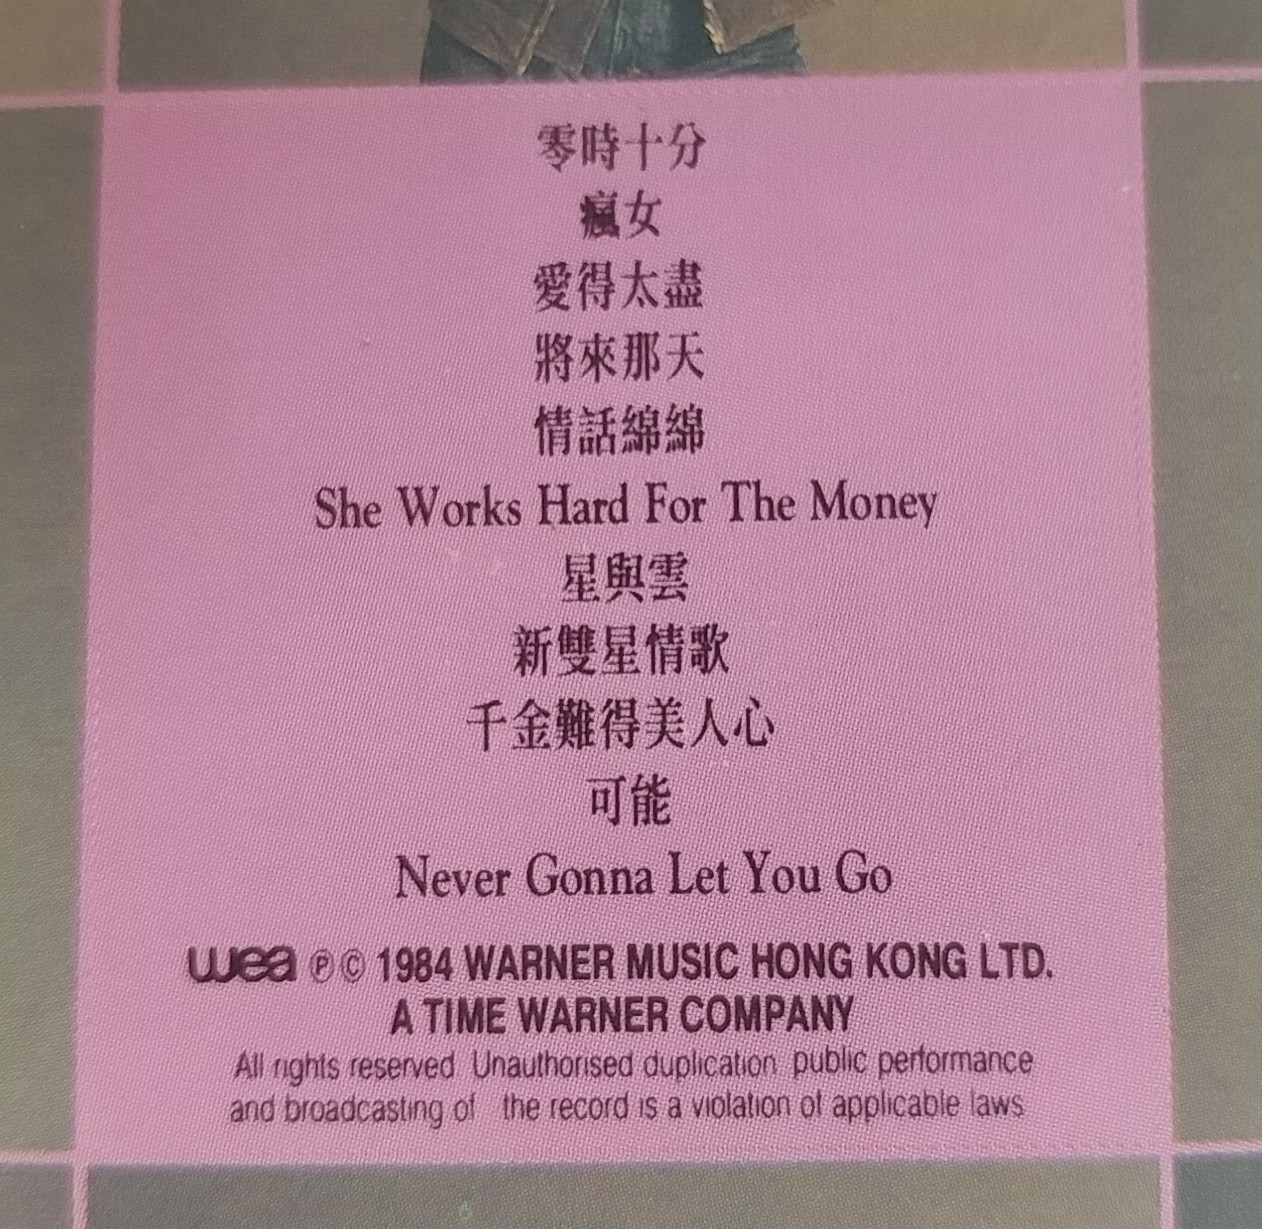 零時十分
瘋女
愛得太盡
將來那天
情話綿綿
She Works Hard For The Money
星與雲
新雙星情歌
千金難得美人心
可能
Never Gonna Let You Go
wea ℗ © 1984 WARNER MUSIC HONG KONG LTD.
A TIME WARNER COMPANY
All rights reserved Unauthorised duplication public performance
and broadcasting of the record is a violation of applicable laws